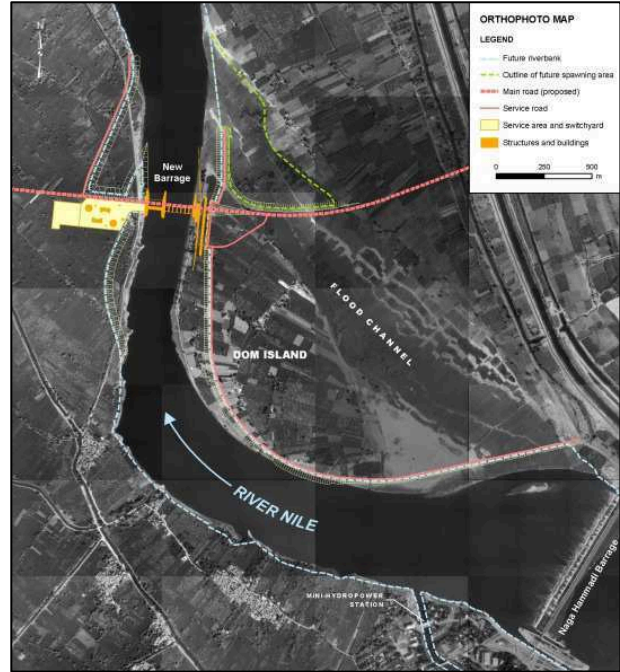 ORTHOPHOTO MAP
LEGEND
Future riverbank
Outline of future spawning area
Main road (proposed)
Service road
Service area and switchyard
Structures and buildings
0 250 500
m
New
Barrage
FLOOD CHANNEL
DOM ISLAND
RIVER NILE
MINI-HYDROPOWER
STATION
Naga Hammadi Barrage